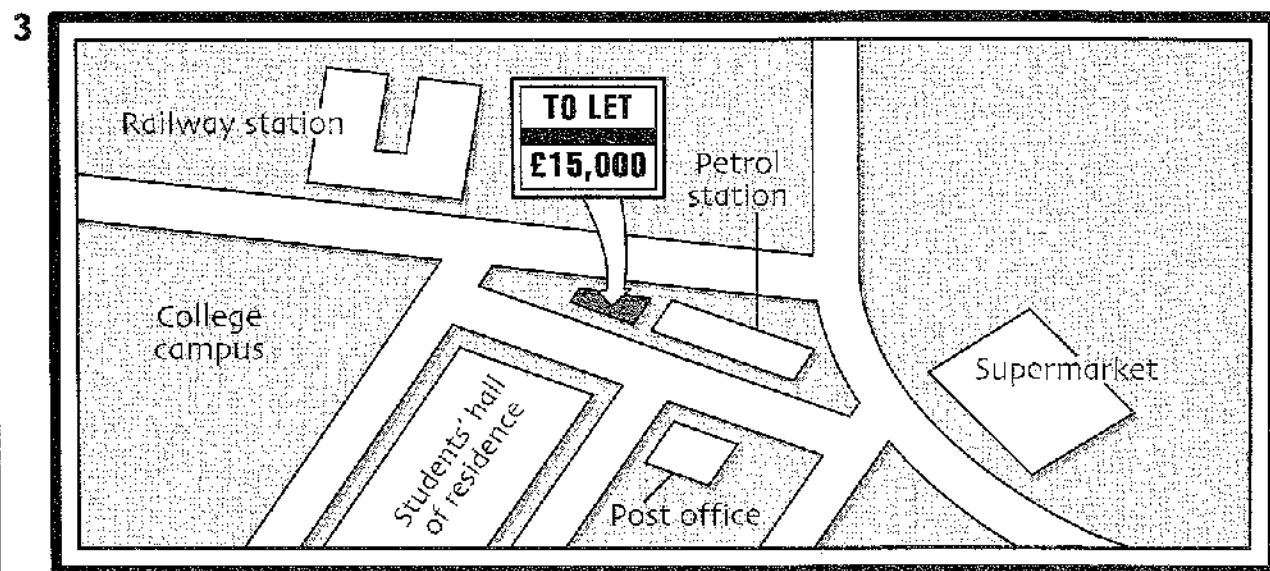 3
Railway station
TO LET
£15,000
Petrol
station
College
campus
Supermarket
Students' hall
of residence
Post office